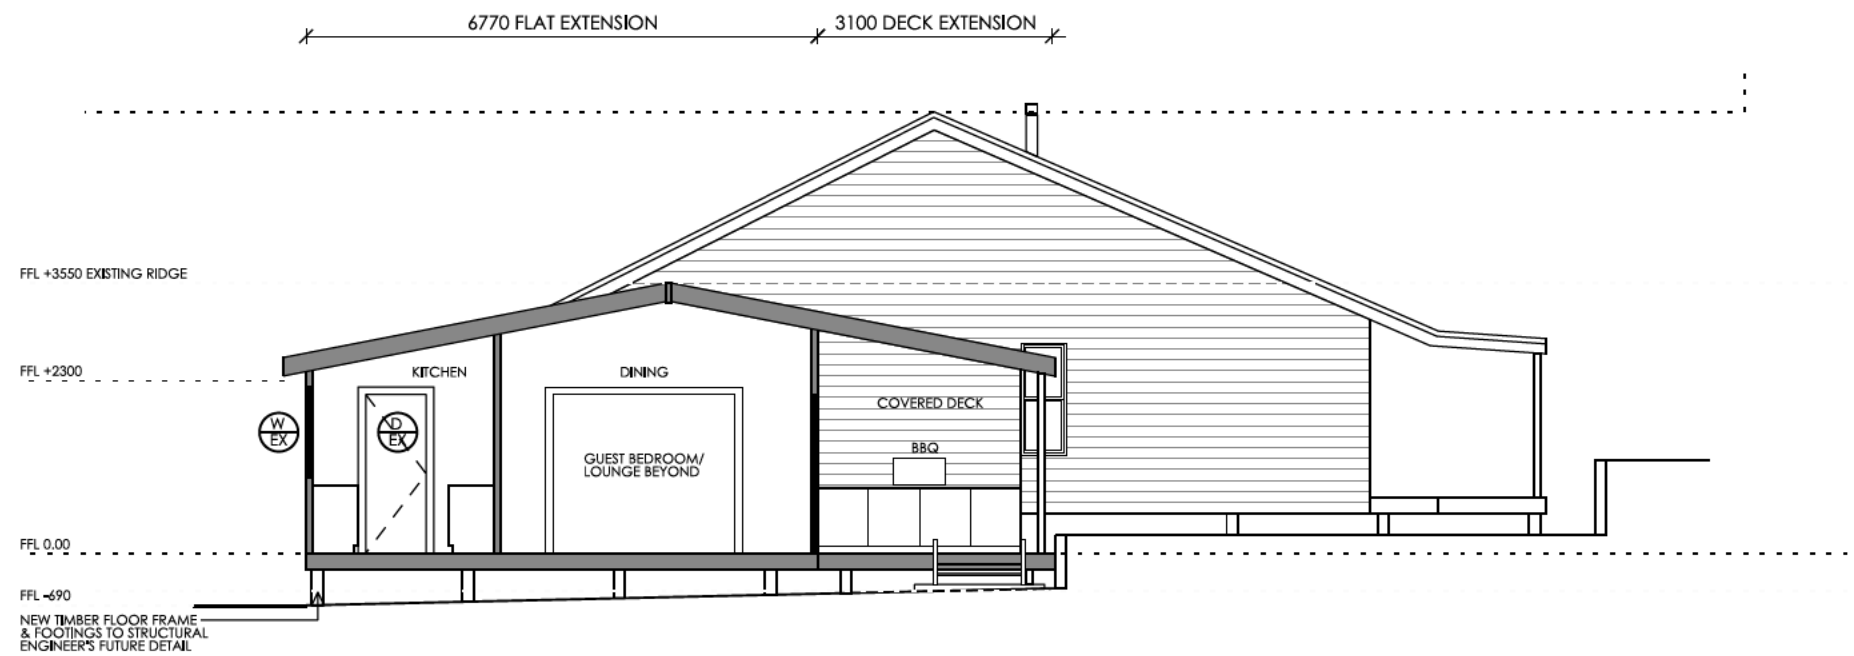 6770 FLAT EXTENSION
3100 DECK EXTENSION
FFL +3550 EXISTING RIDGE
FFL +2300
KITCHEN
DINING
COVERED DECK
W
EX
D
EX
BBQ
GUEST BEDROOM/
LOUNGE BEYOND
FFL 0.00
FFL -690
NEW TIMBER FLOOR FRAME
& FOOTINGS TO STRUCTURAL
ENGINEER'S FUTURE DETAIL